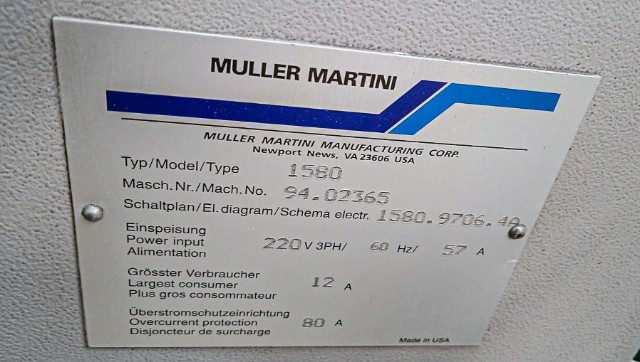 MULLER MARTINI
MULLER MARTINI MANUFACTURING CORP.
Newport News, VA 23606 USA
Typ/Model/Type 1580
Masch.Nr./Mach.No. 94.02365
Schaltplan/El.diagram/Schema electr. 1580.9706.4A
Einspeisung
Power input 220 V 3PH/ 60 Hz/ 57 A
Alimentation
Grösster Verbraucher
Largest consumer 12 A
Plus gros consommateur
Überstromschutzeinrichtung
Overcurrent protection 80 A
Disjoncteur de surcharge
Made in USA